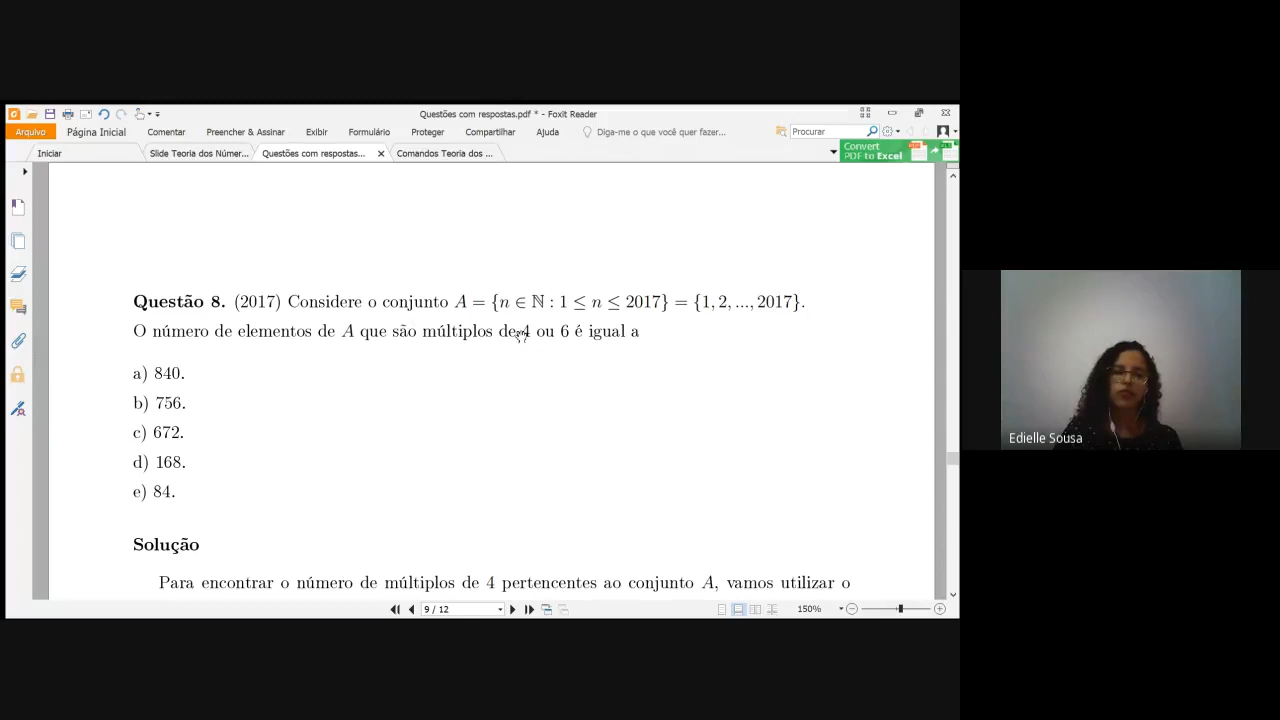 Questões com respostas.pdf * - Foxit Reader
Arquivo Página Inicial Comentar Preencher & Assinar Exibir Formulário Proteger Compartilhar Ajuda Diga-me o que você quer fazer... Procurar
Iniciar Slide Teoria dos Númer... Questões com respostas... Comandos Teoria dos ... Convert
PDF to Excel
Questão 8. (2017) Considere o conjunto A = {n ∈ ℕ : 1 ≤ n ≤ 2017} = {1, 2, ..., 2017}.
O número de elementos de A que são múltiplos de 4 ou 6 é igual a
a) 840.
b) 756.
c) 672.
d) 168.
e) 84.
Solução
Para encontrar o número de múltiplos de 4 pertencentes ao conjunto A, vamos utilizar o
9 / 12 150%
Edielle Sousa